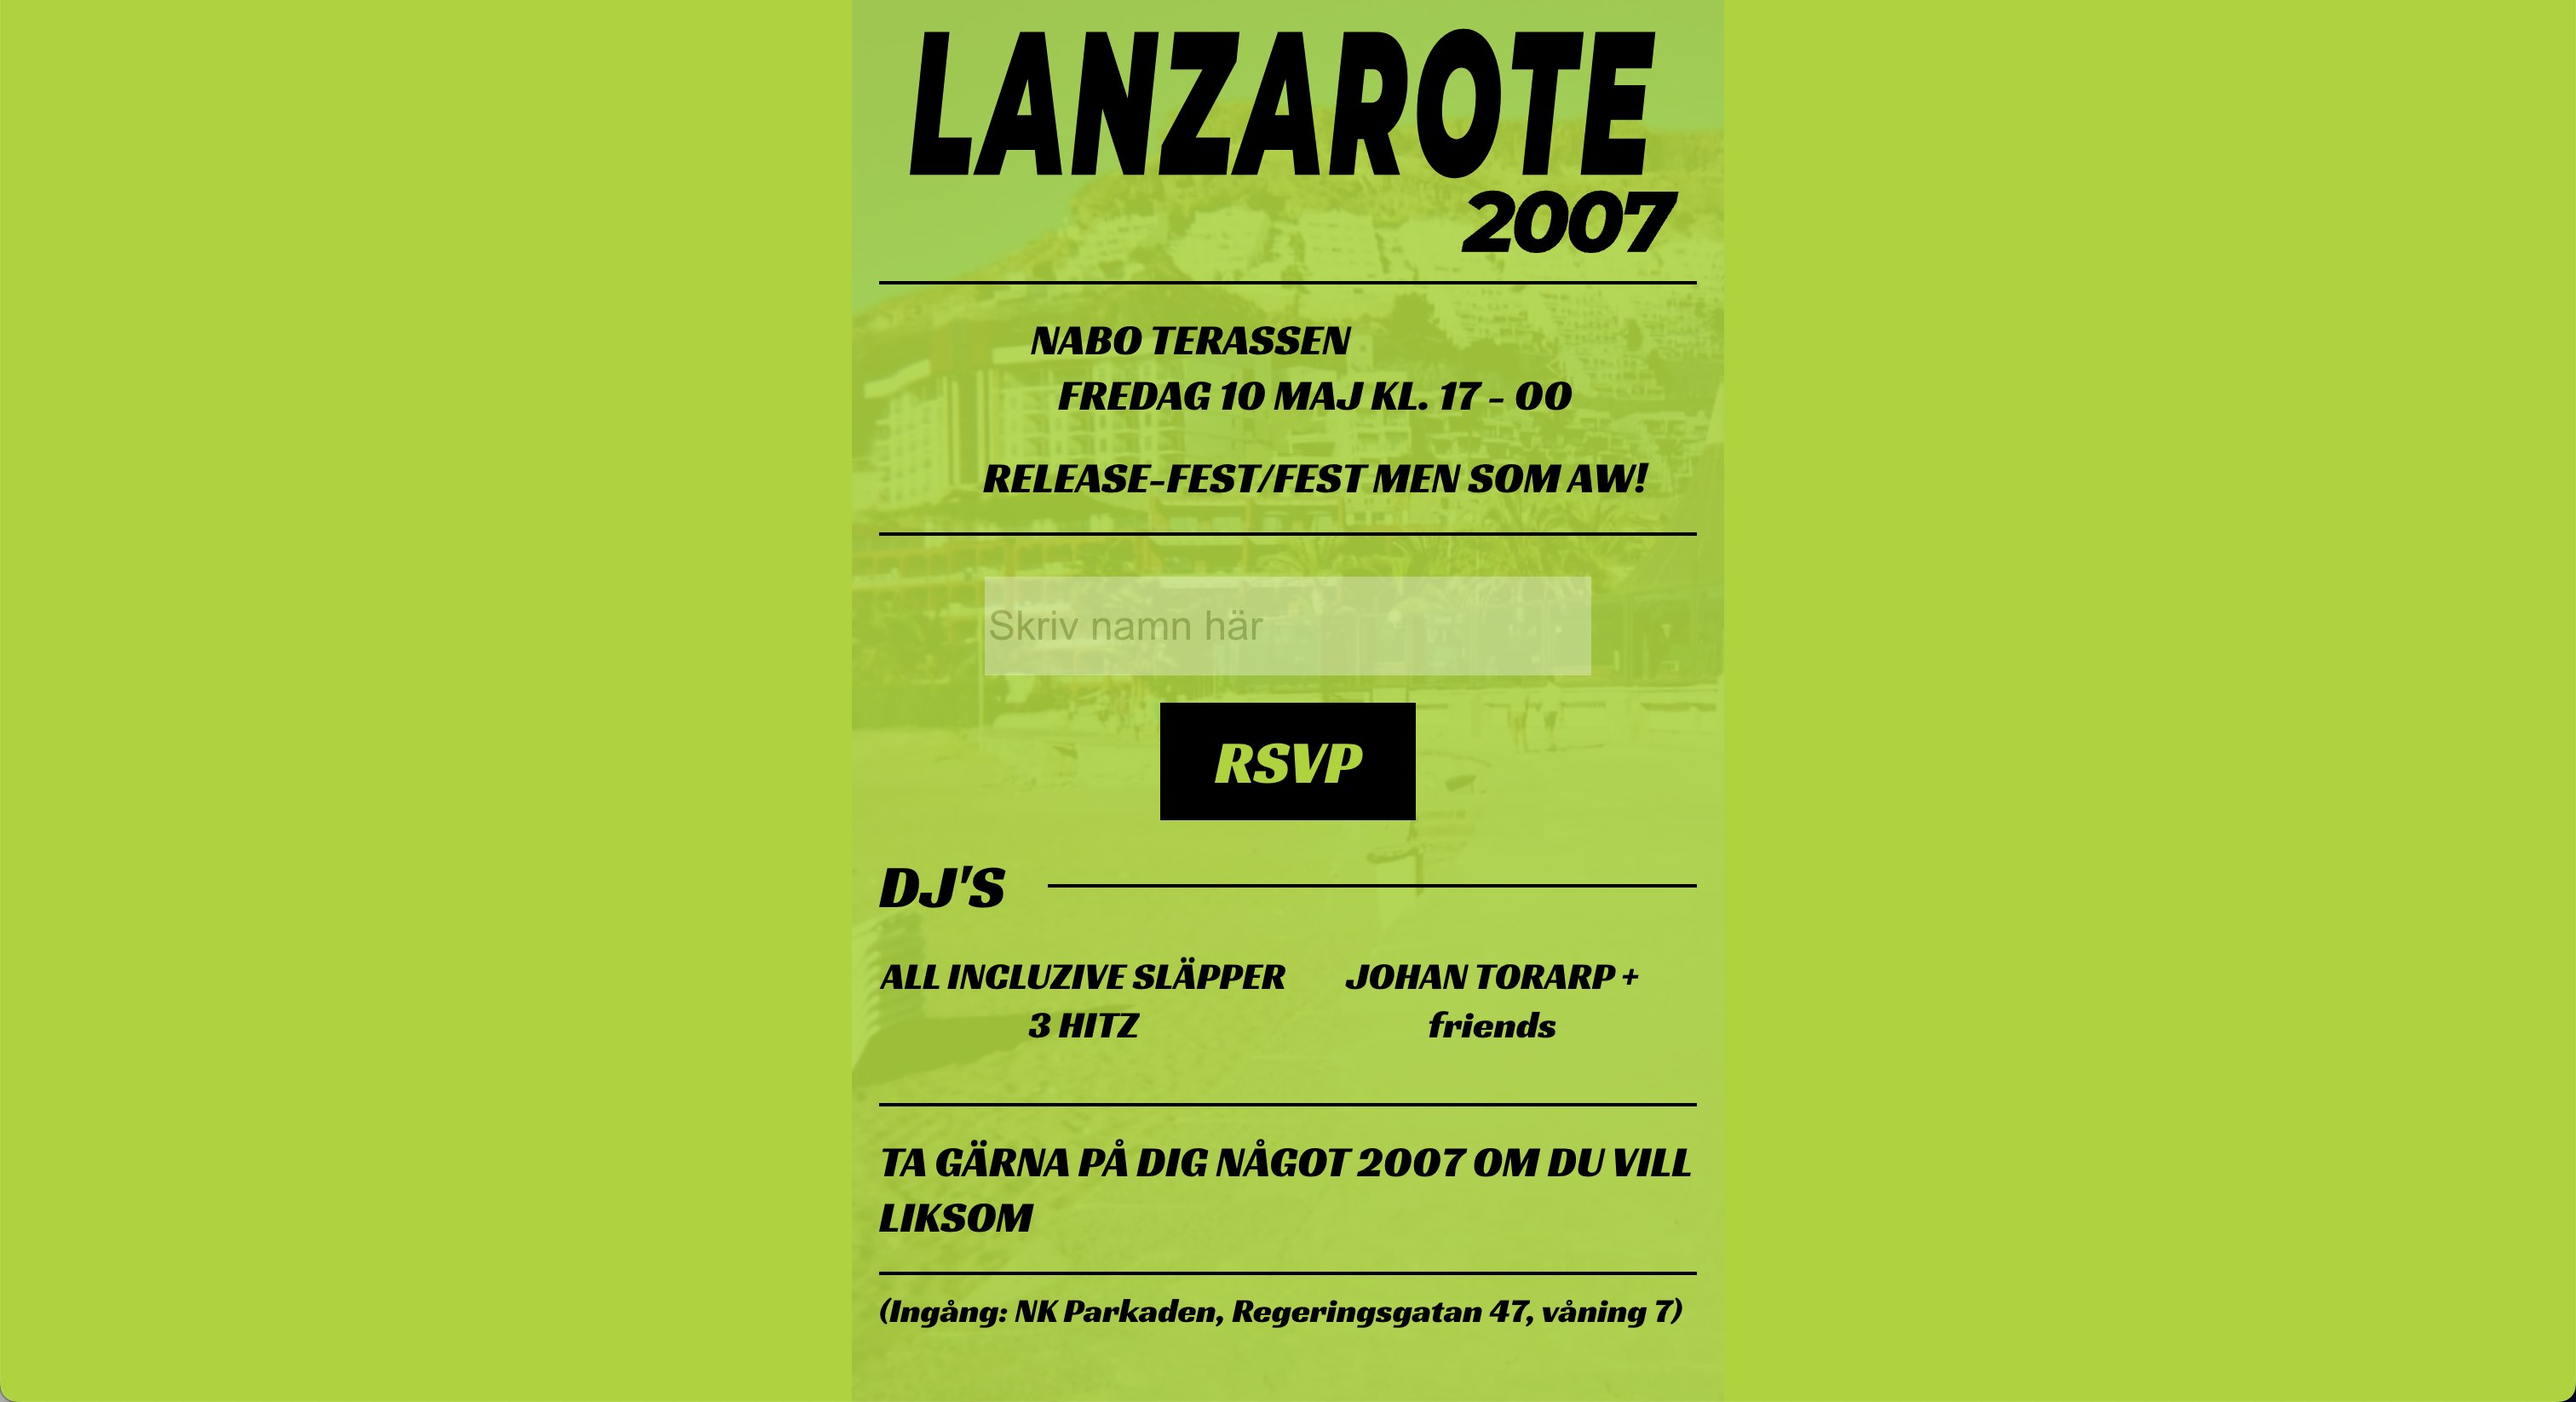 LANZAROTE
2007
NABO TERASSEN
FREDAG 10 MAJ KL. 17 - 00
RELEASE-FEST/FEST MEN SOM AW!
Skriv namn här
RSVP
DJ'S
ALL INCLUZIVE SLÄPPER
3 HITZ
JOHAN TORARP +
friends
TA GÄRNA PÅ DIG NÅGOT 2007 OM DU VILL
LIKSOM
(Ingång: NK Parkaden, Regeringsgatan 47, våning 7)